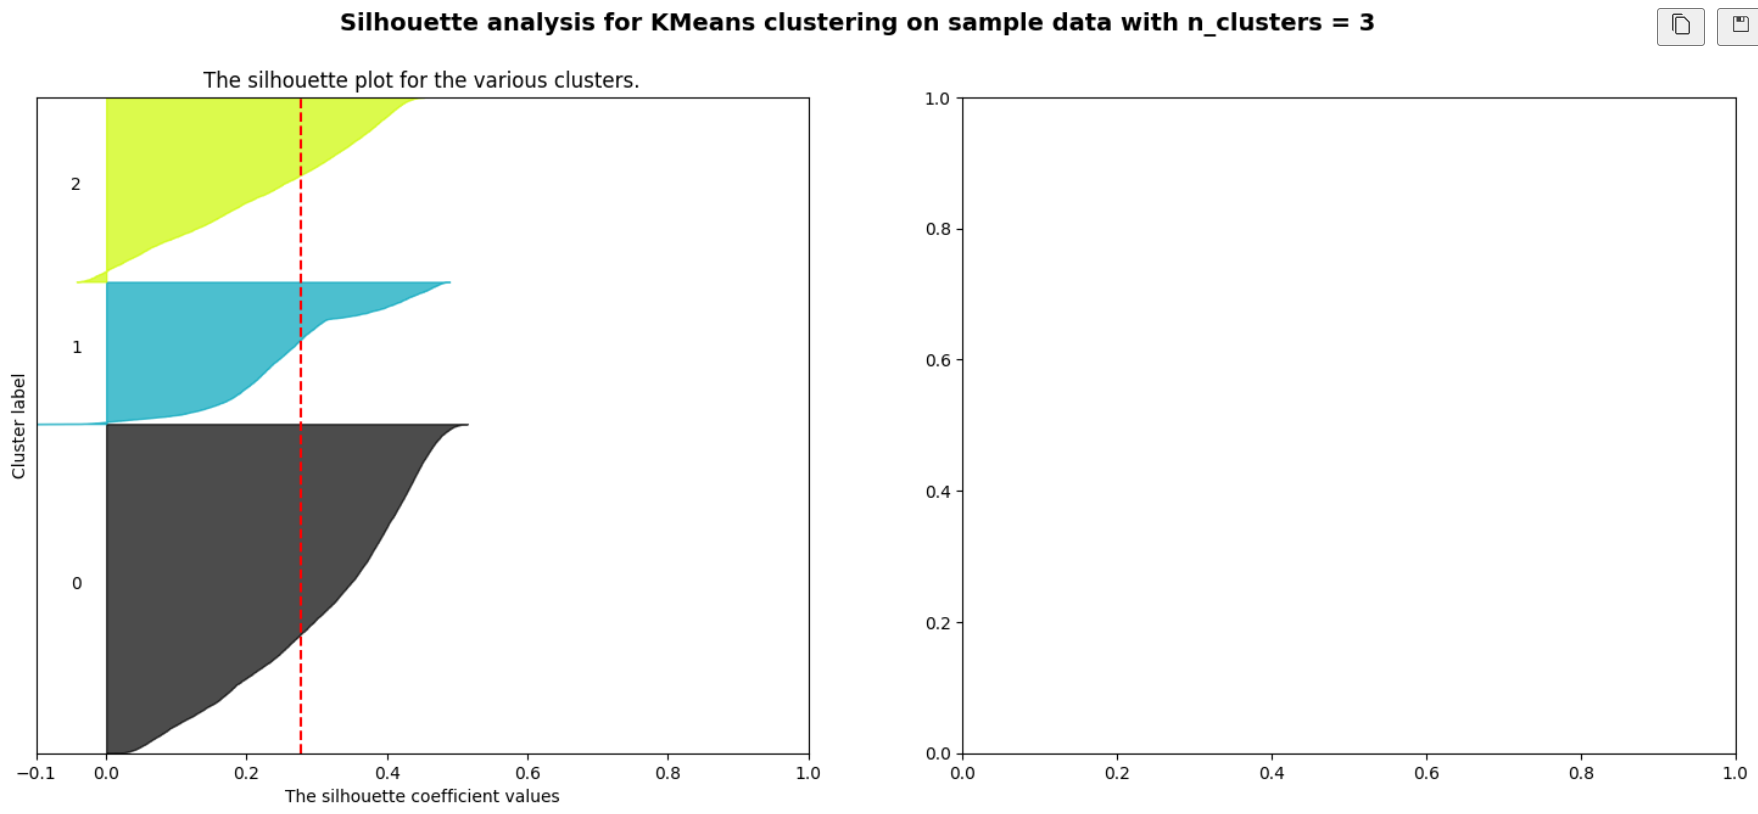 Silhouette analysis for KMeans clustering on sample data with n_clusters = 3
The silhouette plot for the various clusters.
2
1
0
Cluster label
−0.1 0.0 0.2 0.4 0.6 0.8 1.0
The silhouette coefficient values
1.0
0.8
0.6
0.4
0.2
0.0
0.0 0.2 0.4 0.6 0.8 1.0